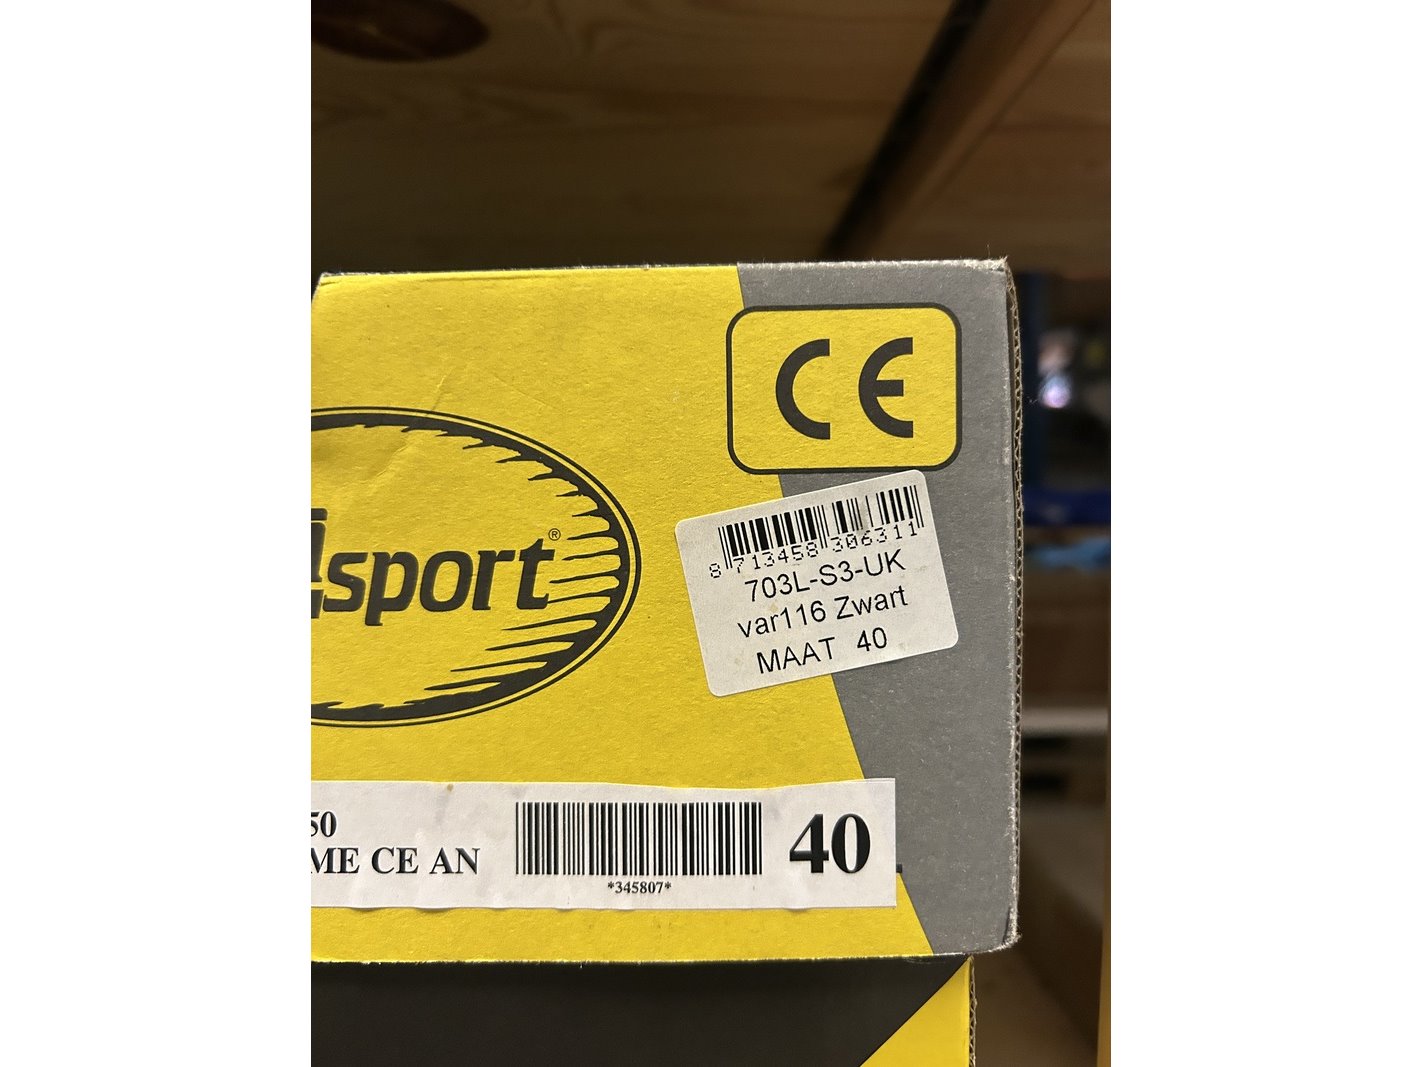 CE
sport®
8 713458 306311
703L-S3-UK
var116 Zwart
MAAT 40
50
ME CE AN
*345807*
40